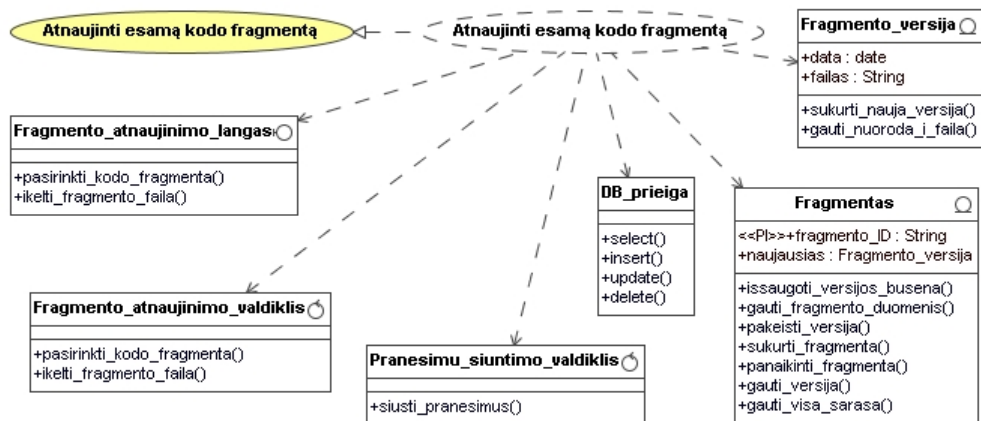 Atnaujinti esamą kodo fragmentą
Atnaujinti esamą kodo fragmentą
Fragmento_versija
+data : date
+failas : String
+sukurti_nauja_versija()
+gauti_nuoroda_i_faila()
Fragmento_atnaujinimo_langas
+pasirinkti_kodo_fragmenta()
+ikelti_fragmento_faila()
DB_prieiga
+select()
+insert()
+update()
+delete()
Fragmentas
<<PI>>+fragmento_ID : String
+naujausias : Fragmento_versija
+issaugoti_versijos_busena()
+gauti_fragmento_duomenis()
+pakeisti_versija()
+sukurti_fragmenta()
+panaikinti_fragmenta()
+gauti_versija()
+gauti_visa_sarasa()
Fragmento_atnaujinimo_valdiklis
+pasirinkti_kodo_fragmenta()
+ikelti_fragmento_faila()
Pranesimu_siuntimo_valdiklis
+siusti_pranesimus()